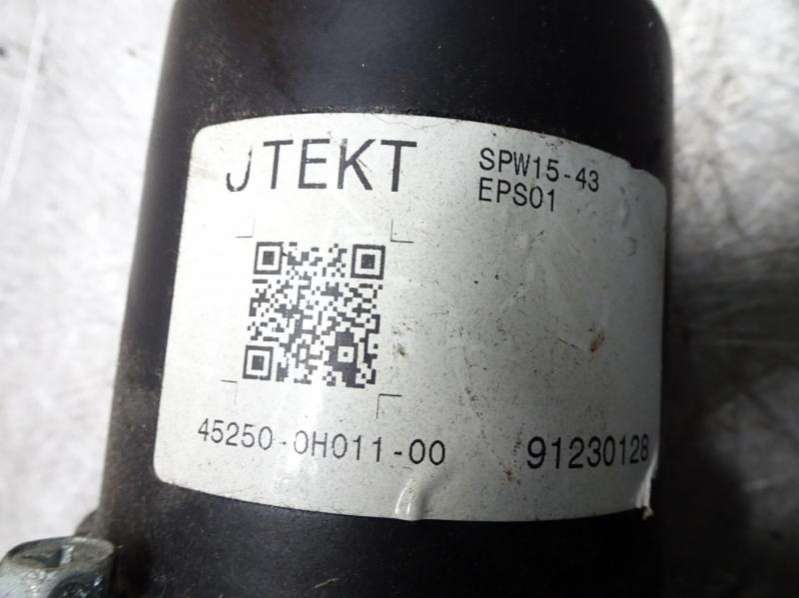 JTEKT
SPW15-43
EPS01
45250-0H011-00
91230128